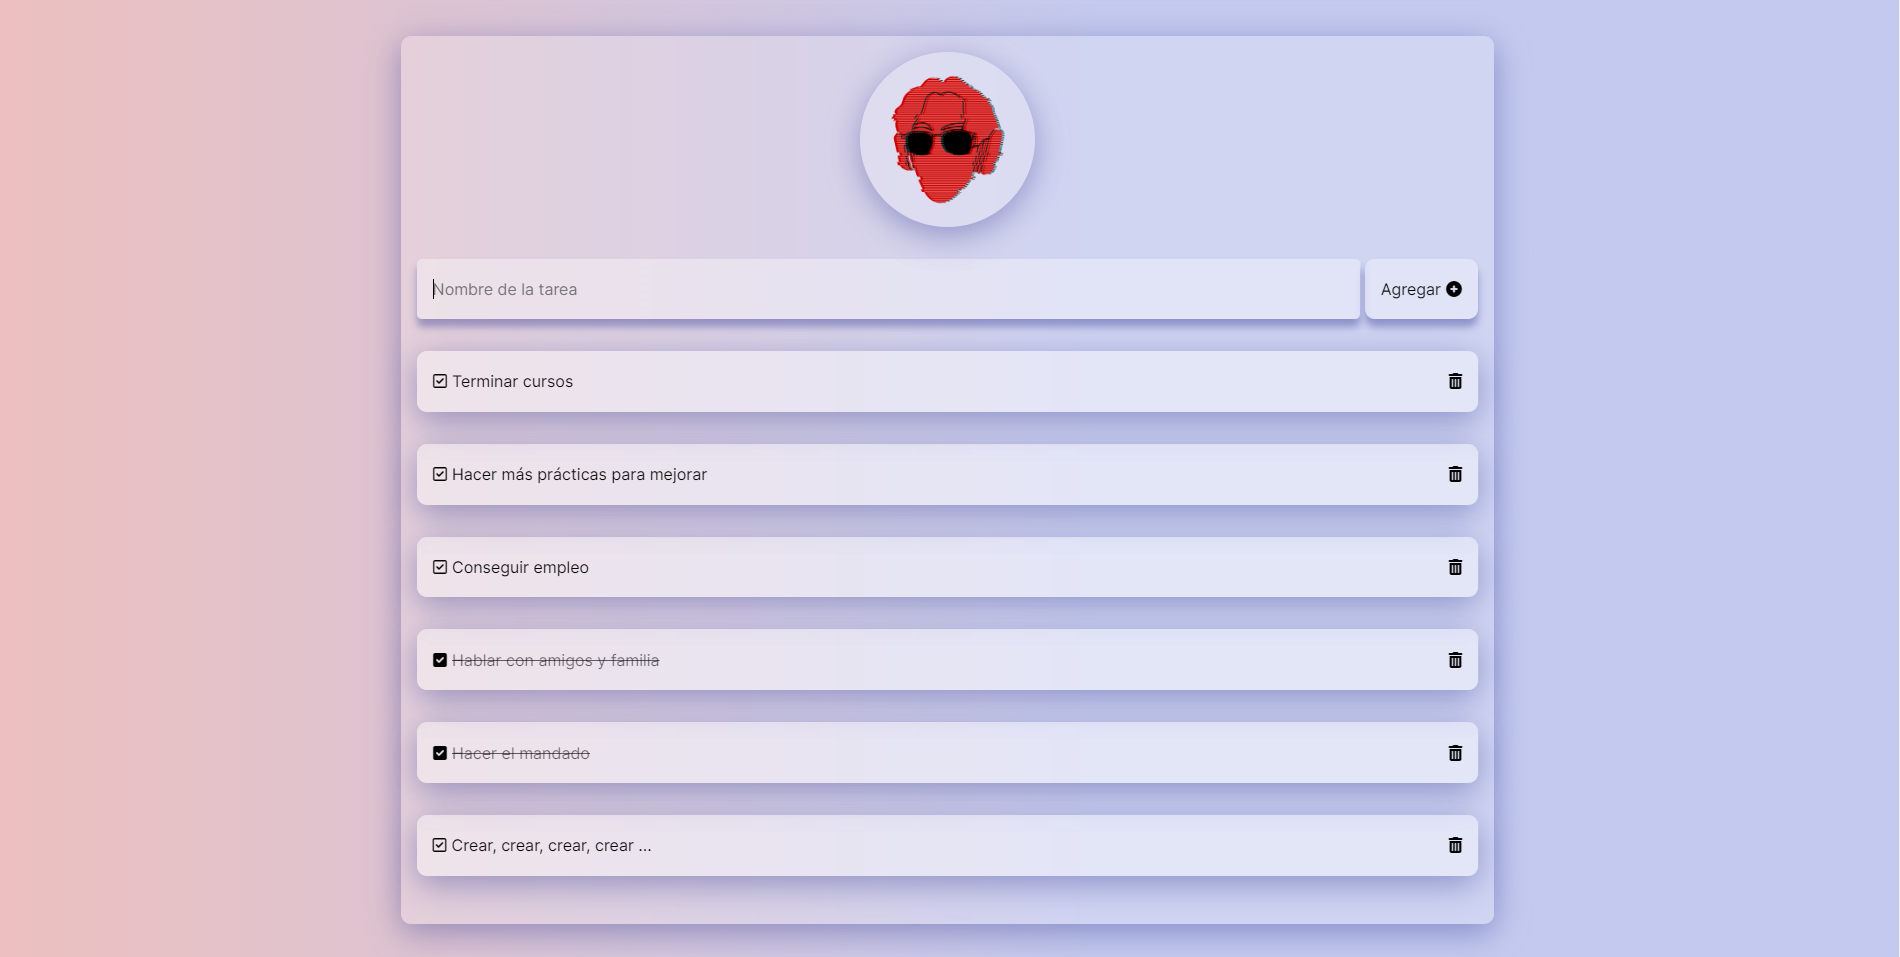 Nombre de la tarea
Agregar
Terminar cursos
Hacer más prácticas para mejorar
Conseguir empleo
Hablar con amigos y familia
Hacer el mandado
Crear, crear, crear, crear ...